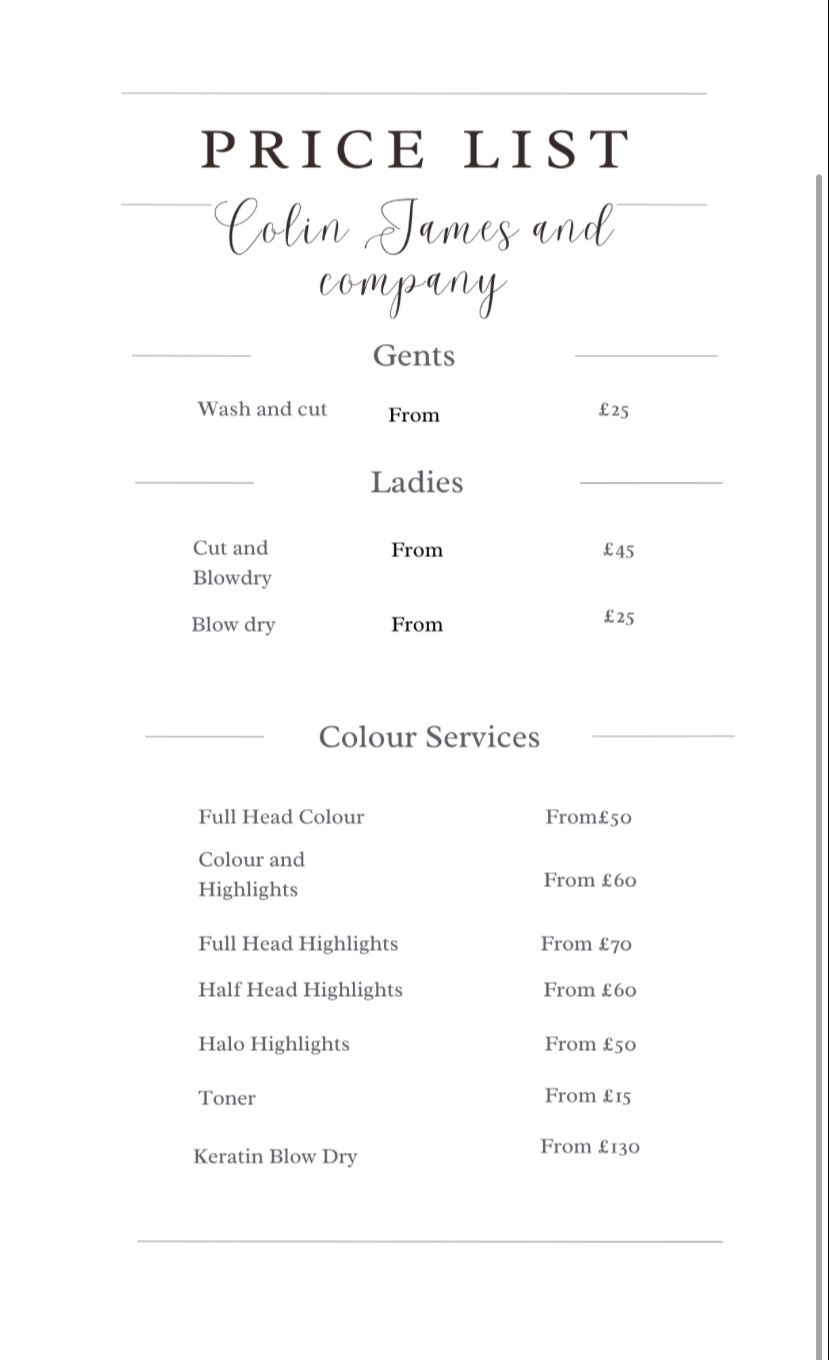 PRICE LIST
Colin James and
company
Gents
Wash and cut From £25
Ladies
Cut and
Blowdry From £45
Blow dry From £25
Colour Services
Full Head Colour From£50
Colour and
Highlights From £60
Full Head Highlights From £70
Half Head Highlights From £60
Halo Highlights From £50
Toner From £15
Keratin Blow Dry From £130